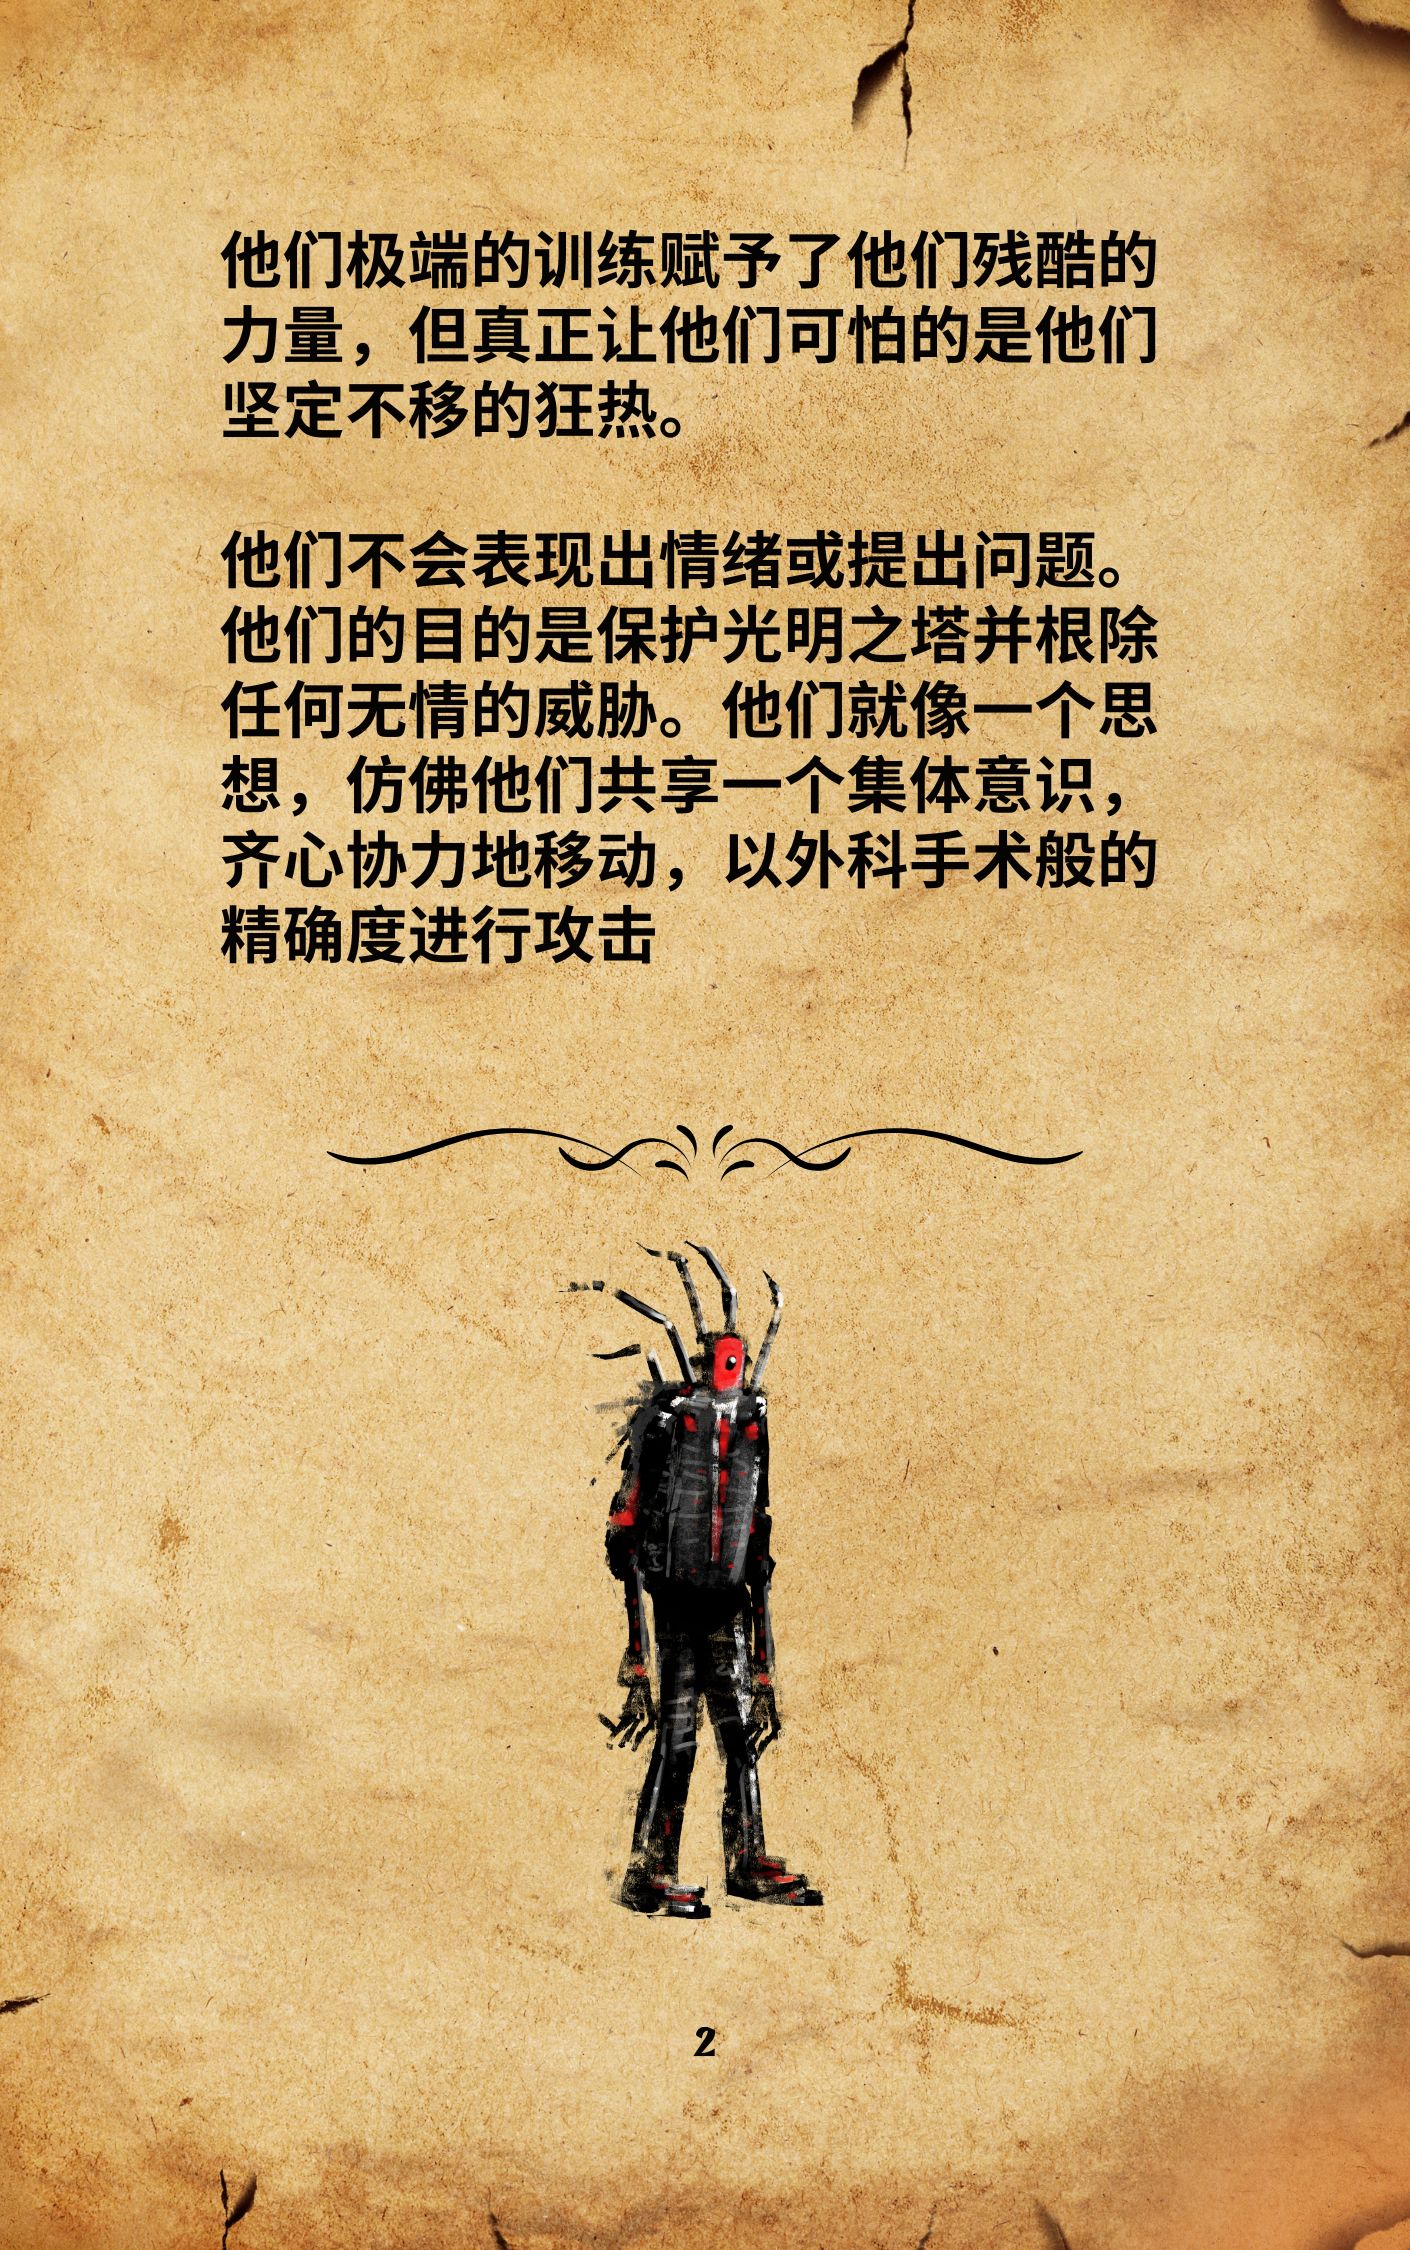 他们极端的训练赋予了他们残酷的
力量，但真正让他们可怕的是他们
坚定不移的狂热。
他们不会表现出情绪或提出问题。
他们的目的是保护光明之塔并根除
任何无情的威胁。他们就像一个思
想，仿佛他们共享一个集体意识，
齐心协力地移动，以外科手术般的
精确度进行攻击
2